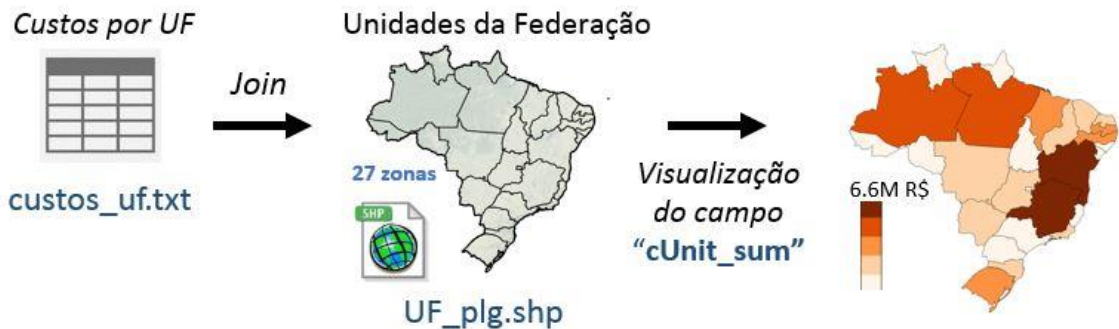 Custos por UF
custos_uf.txt
Join
Unidades da Federação
27 zonas
SHP
UF_plg.shp
Visualização
do campo
“cUnit_sum”
6.6M R$